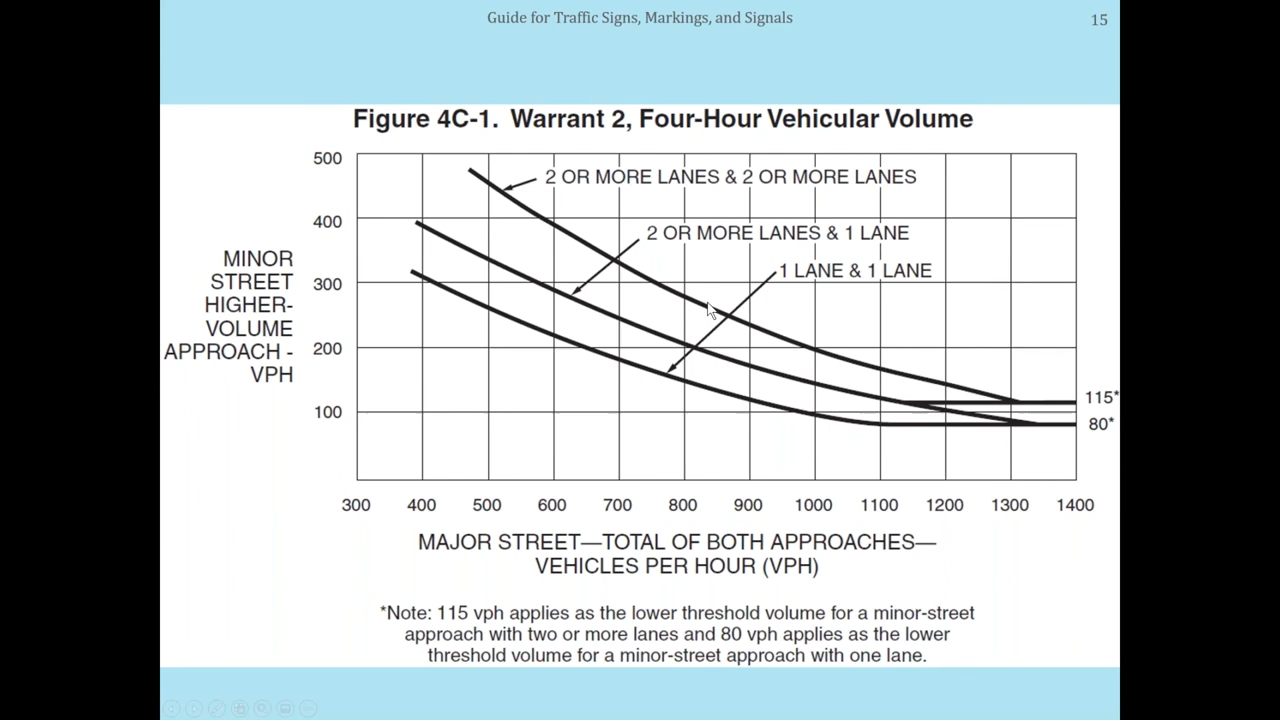 Guide for Traffic Signs, Markings, and Signals
15
Figure 4C-1. Warrant 2, Four-Hour Vehicular Volume
500
400
300
200
100
2 OR MORE LANES & 2 OR MORE LANES
2 OR MORE LANES & 1 LANE
1 LANE & 1 LANE
MINOR
STREET
HIGHER-
VOLUME
APPROACH -
VPH
115*
80*
300 400 500 600 700 800 900 1000 1100 1200 1300 1400
MAJOR STREET—TOTAL OF BOTH APPROACHES—
VEHICLES PER HOUR (VPH)
*Note: 115 vph applies as the lower threshold volume for a minor-street
approach with two or more lanes and 80 vph applies as the lower
threshold volume for a minor-street approach with one lane.